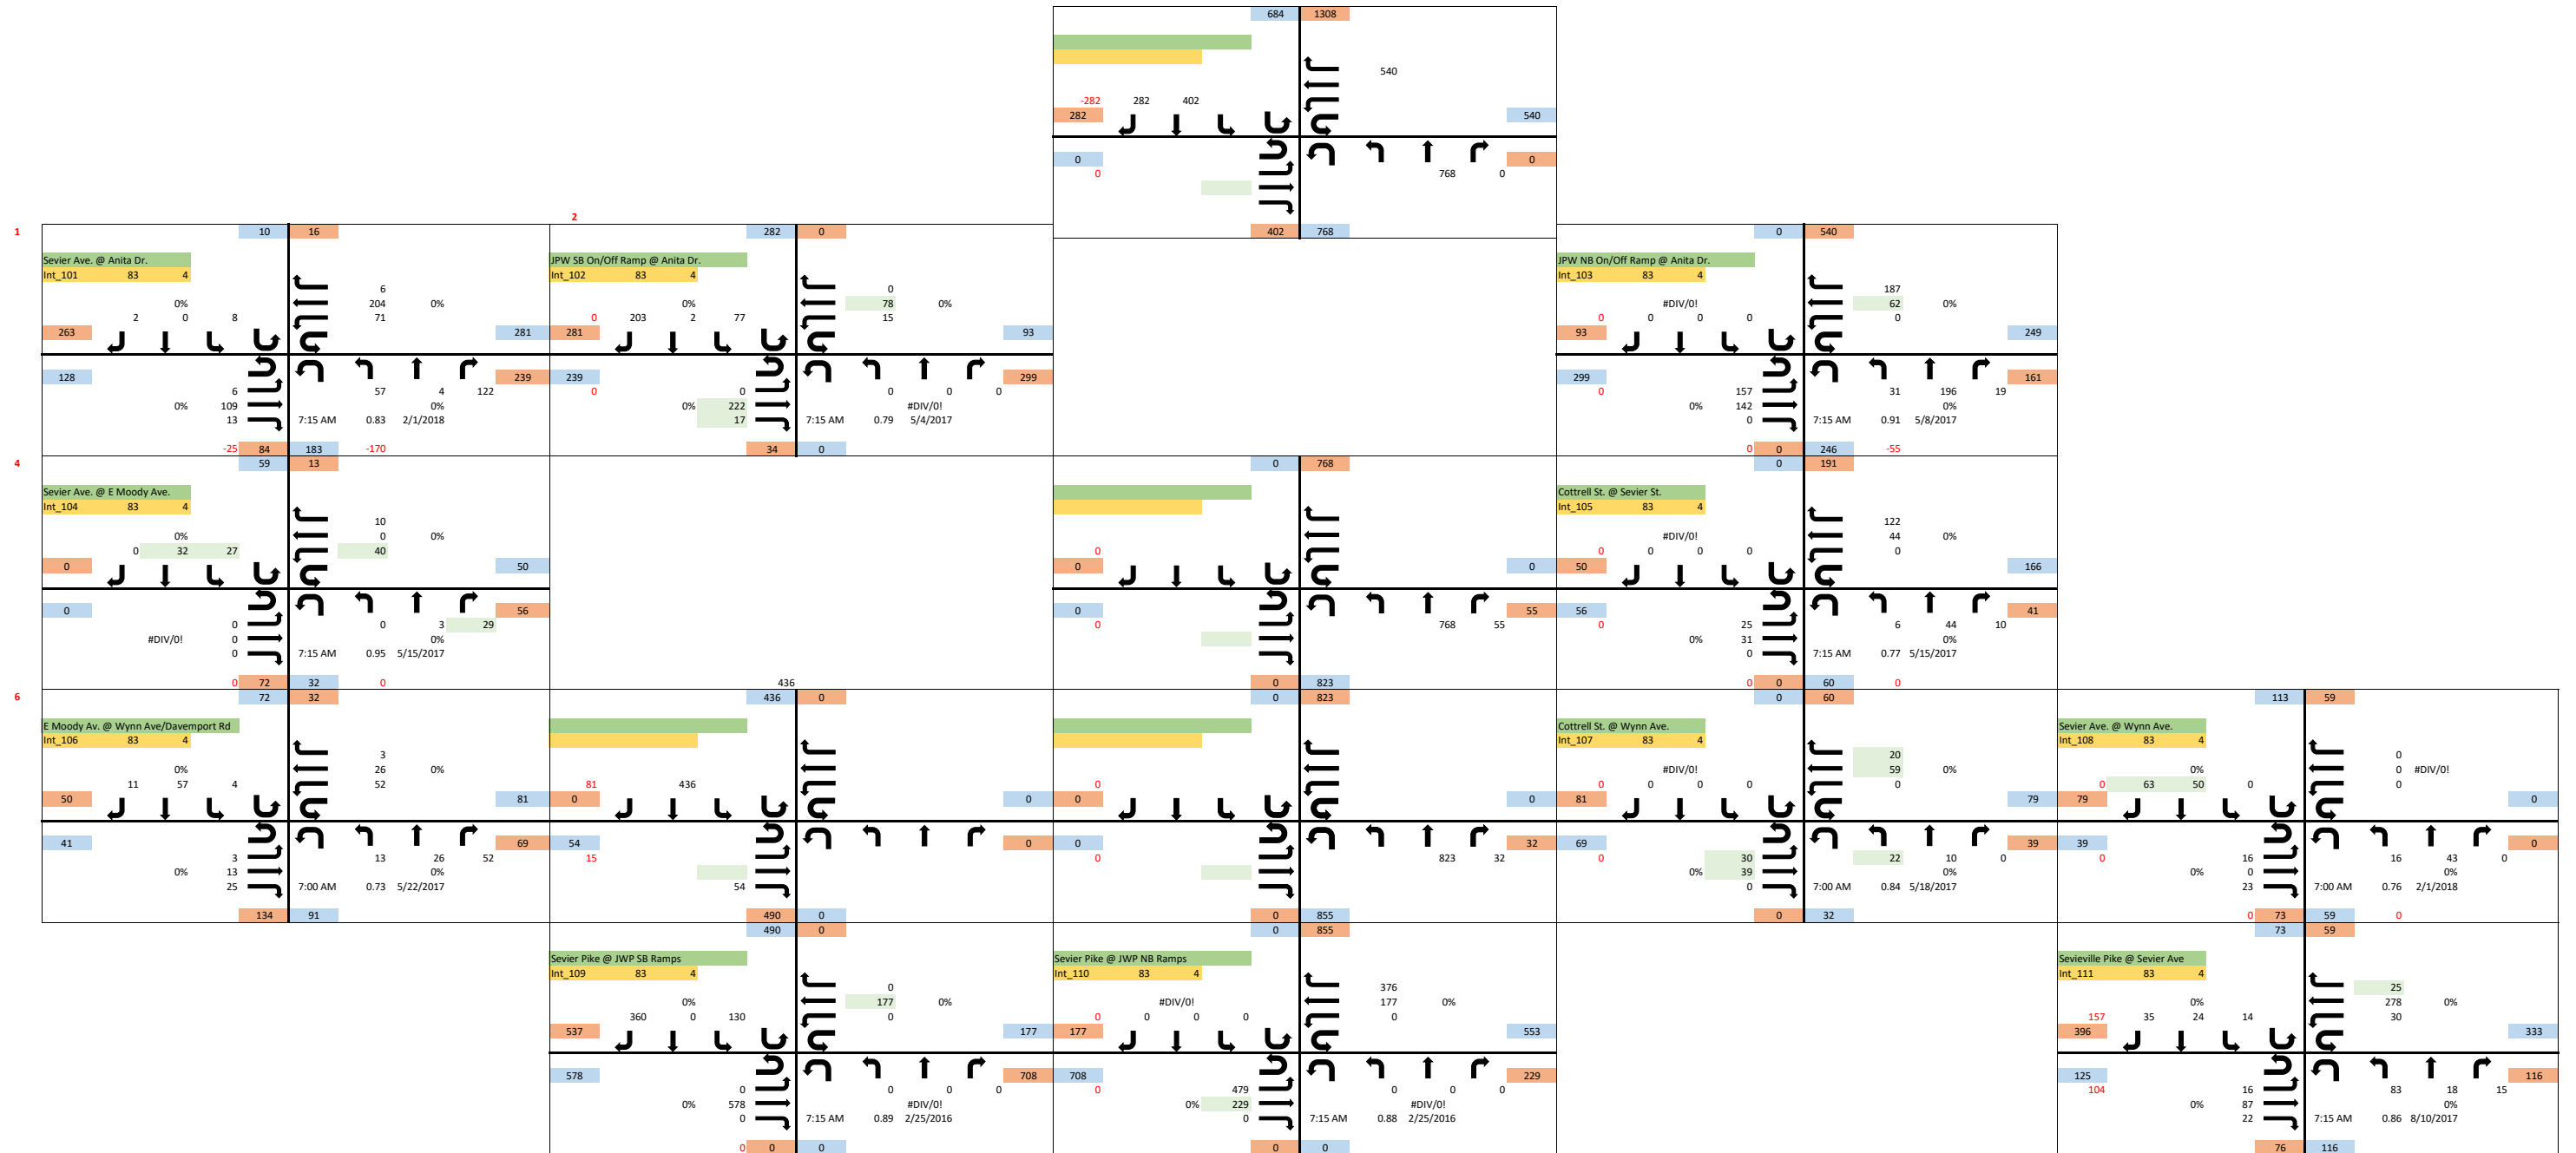 684 1308
540
-282 282 402
282 540
0 0
0 768 0
2
402 768
1
10 16 282 0 0 540
Sevier Ave. @ Anita Dr. JPW SB On/Off Ramp @ Anita Dr. JPW NB On/Off Ramp @ Anita Dr.
Int_101 83 4 Int_102 83 4 Int_103 83 4
6 0 187
0% 204 0% 0% 78 0% #DIV/0! 62 0%
2 0 8 71 0 203 2 77 15 0 0 0 0 0
263 281 281 93 93 249
128 239 239 299 299 161
6 57 4 122 0 0 0 0 0 0 157 31 196 19
0% 109 0% 0% 222 #DIV/0! 0% 142 0%
13 7:15 AM 0.83 2/1/2018 17 7:15 AM 0.79 5/4/2017 0 7:15 AM 0.91 5/8/2017
-25 84 183 -170 34 0 0 0 246 -55
4
59 13 0 768 0 191
Sevier Ave. @ E Moody Ave. Cottrell St. @ Sevier St.
Int_104 83 4 Int_105 83 4
10 122
0% 0 0% #DIV/0! 44 0%
0 32 27 40 0 0 0 0 0 0
0 50 0 0 50 166
0 56 0 55 56 41
0 0 3 29 0 768 55 0 25 6 44 10
#DIV/0! 0 0% 0% 31 0%
0 7:15 AM 0.95 5/15/2017 0 7:15 AM 0.77 5/15/2017
0 72 32 0 436 0 823 0 0 60 0
6
72 32 436 0 0 823 0 60 113 59
E Moody Av. @ Wynn Ave/Davemport Rd Cottrell St. @ Wynn Ave. Sevier Ave. @ Wynn Ave.
Int_106 83 4 Int_107 83 4 Int_108 83 4
3 20 0
0% 26 0% #DIV/0! 59 0% 0% 0 #DIV/0!
11 57 4 52 81 436 0 0 0 0 0 0 0 63 50 0 0
50 81 0 0 0 0 81 79 79 0
41 69 54 0 0 32 69 39 39 0
3 13 26 52 15 0 823 32 0 30 22 10 0 0 16 16 43 0
0% 13 0% 0% 39 0% 0% 0 0%
25 7:00 AM 0.73 5/22/2017 54 0 7:00 AM 0.84 5/18/2017 23 7:00 AM 0.76 2/1/2018
134 91 490 0 0 855 0 32 0 73 59 0
490 0 0 855 73 59
Sevier Pike @ JWP SB Ramps Sevier Pike @ JWP NB Ramps Sevieville Pike @ Sevier Ave
Int_109 83 4 Int_110 83 4 Int_111 83 4
0 376 25
0% 177 0% #DIV/0! 177 0% 0% 278 0%
360 0 130 0 0 0 0 0 0 157 35 24 14 30
537 177 177 553 396 333
578 708 708 229 125 116
0 0 0 0 0 479 0 0 0 104 16 83 18 15
0% 578 #DIV/0! 0% 229 #DIV/0! 0% 87 0%
0 7:15 AM 0.89 2/25/2016 0 7:15 AM 0.88 2/25/2016 22 7:15 AM 0.86 8/10/2017
0 0 0 0 0 76 116